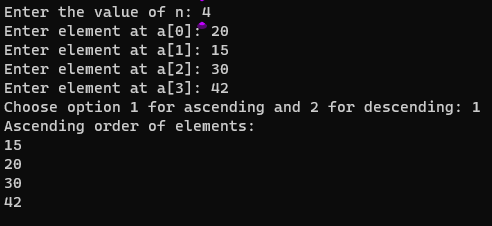 Enter the value of n: 4
Enter element at a[0]: 20
Enter element at a[1]: 15
Enter element at a[2]: 30
Enter element at a[3]: 42
Choose option 1 for ascending and 2 for descending: 1
Ascending order of elements:
15
20
30
42